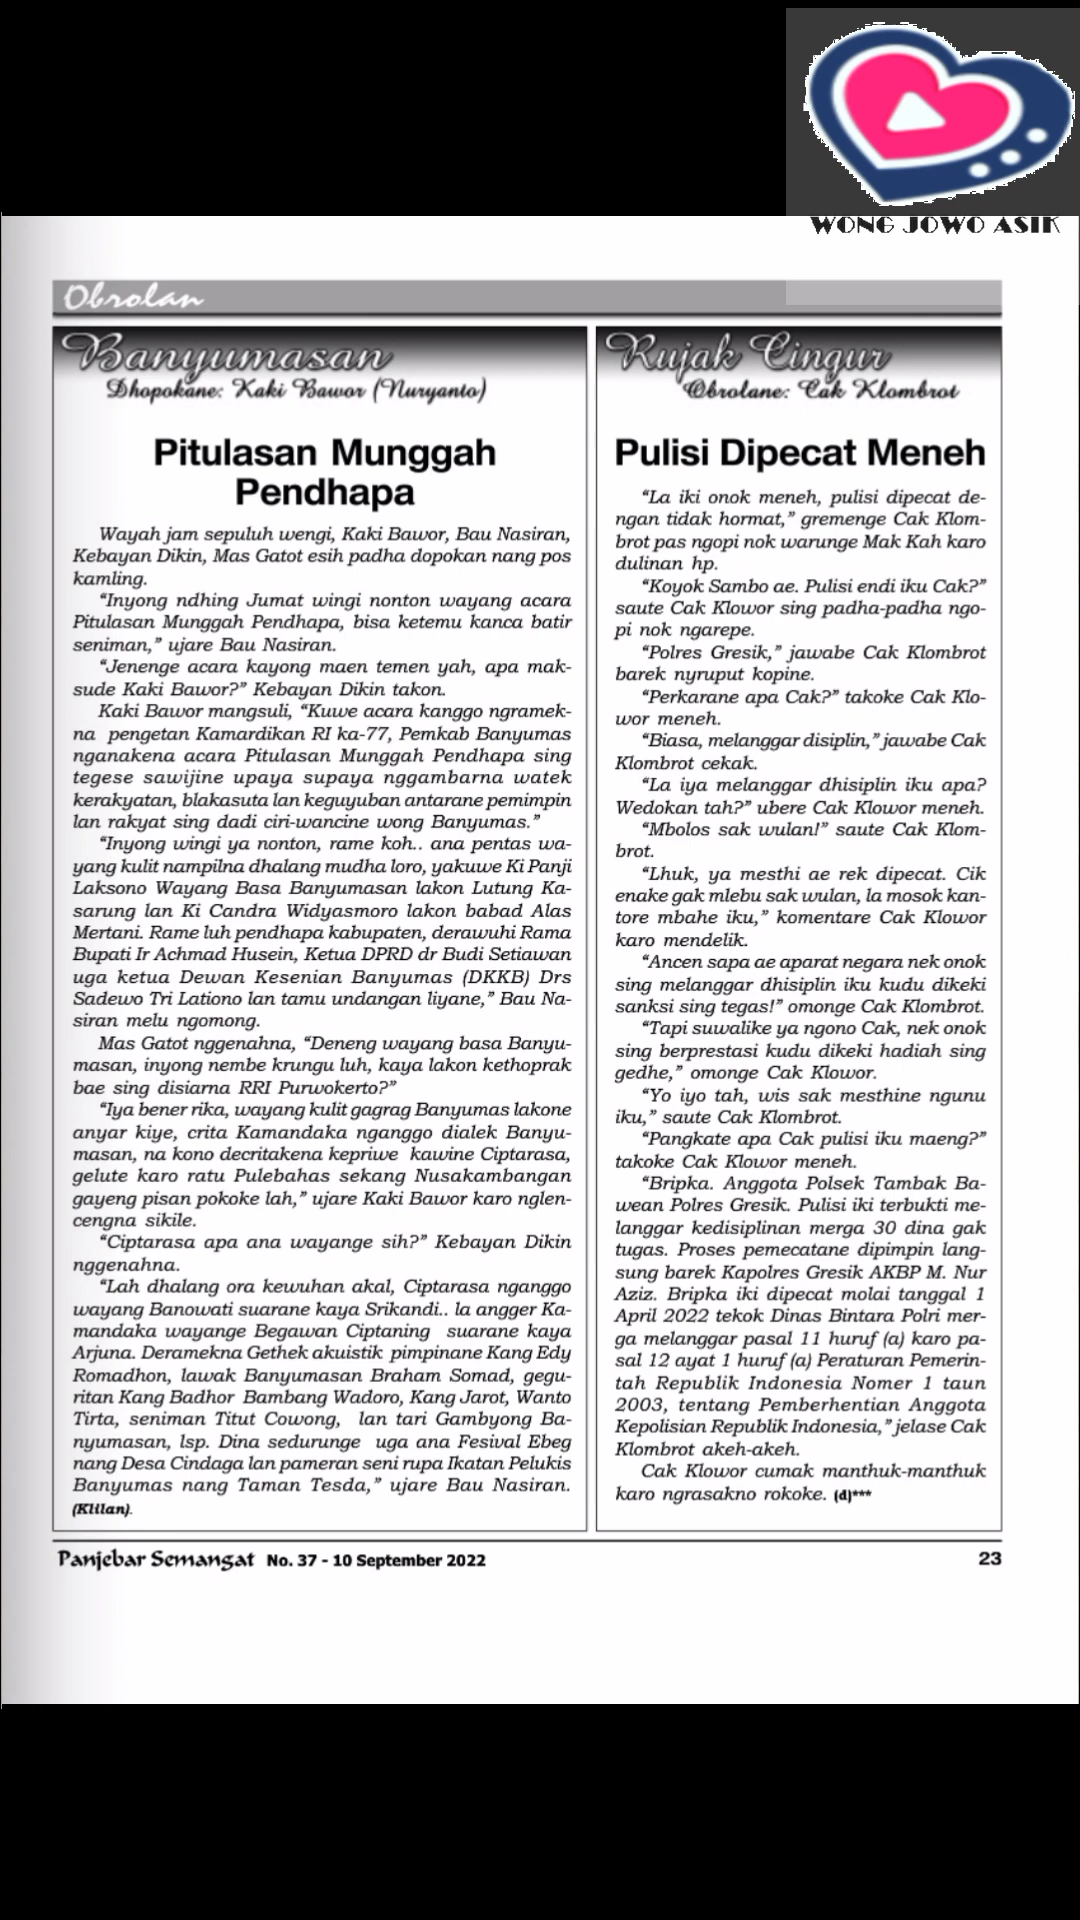 WONG JOWO ASIK
Obrolan
Banyumasan
Dhopokane: Kaki Bawor (Nuryanto)
Pitulasan Munggah
Pendhapa
Wayah jam sepuluh wengi, Kaki Bawor, Bau Nasiran,
Kebayan Dikin, Mas Gatot esih padha dopokan nang pos
kamling.
“Inyong ndhing Jumat wingi nonton wayang acara
Pitulasan Munggah Pendhapa, bisa ketemu kanca batir
seniman,” ujare Bau Nasiran.
“Jenenge acara kayong maen temen yah, apa mak-
sude Kaki Bawor?” Kebayan Dikin takon.
Kaki Bawor mangsuli, “Kuwe acara kanggo ngramek-
na pengetan Kamardikan RI ka-77, Pemkab Banyumas
nganakena acara Pitulasan Munggah Pendhapa sing
tegese sawijine upaya supaya nggambarna watek
kerakyatan, blakasuta lan keguyuban antarane pemimpin
lan rakyat sing dadi ciri-wancine wong Banyumas.”
“Inyong wingi ya nonton, rame koh.. ana pentas wa-
yang kulit nampilna dhalang mudha loro, yakuwe Ki Panji
Laksono Wayang Basa Banyumasan lakon Lutung Ka-
sarung lan Ki Candra Widyasmoro lakon babad Alas
Mertani. Rame luh pendhapa kabupaten, derawuhi Rama
Bupati Ir Achmad Husein, Ketua DPRD dr Budi Setiawan
uga ketua Dewan Kesenian Banyumas (DKKB) Drs
Sadewo Tri Lationo lan tamu undangan liyane,” Bau Na-
siran melu ngomong.
Mas Gatot nggenahna, “Deneng wayang basa Banyu-
masan, inyong nembe krungu luh, kaya lakon kethoprak
bae sing disiarna RRI Purwokerto?”
“Iya bener rika, wayang kulit gagrag Banyumas lakone
anyar kiye, crita Kamandaka nganggo dialek Banyu-
masan, na kono decritakena kepriwe kawine Ciptarasa,
gelute karo ratu Pulebahas sekang Nusakambangan
gayeng pisan pokoke lah,” ujare Kaki Bawor karo nglen-
cengna sikile.
“Ciptarasa apa ana wayange sih?” Kebayan Dikin
nggenahna.
“Lah dhalang ora kewuhan akal, Ciptarasa nganggo
wayang Banowati suarane kaya Srikandi.. la angger Ka-
mandaka wayange Begawan Ciptaning suarane kaya
Arjuna. Deramekna Gethek akuistik pimpinane Kang Edy
Romadhon, lawak Banyumasan Braham Somad, gegu-
ritan Kang Badhor Bambang Wadoro, Kang Jarot, Wanto
Tirta, seniman Titut Cowong, lan tari Gambyong Ba-
nyumasan, lsp. Dina sedurunge uga ana Fesival Ebeg
nang Desa Cindaga lan pameran seni rupa Ikatan Pelukis
Banyumas nang Taman Tesda,” ujare Bau Nasiran.
(Klilan).
Rujak Cingur
Obrolane: Cak Klombrot
Pulisi Dipecat Meneh
“La iki onok meneh, pulisi dipecat de-
ngan tidak hormat,” gremenge Cak Klom-
brot pas ngopi nok warunge Mak Kah karo
dulinan hp.
“Koyok Sambo ae. Pulisi endi iku Cak?”
saute Cak Klowor sing padha-padha ngo-
pi nok ngarepe.
“Polres Gresik,” jawabe Cak Klombrot
barek nyruput kopine.
“Perkarane apa Cak?” takoke Cak Klo-
wor meneh.
“Biasa, melanggar disiplin,” jawabe Cak
Klombrot cekak.
“La iya melanggar dhisiplin iku apa?
Wedokan tah?” ubere Cak Klowor meneh.
“Mbolos sak wulan!” saute Cak Klom-
brot.
“Lhuk, ya mesthi ae rek dipecat. Cik
enake gak mlebu sak wulan, la mosok kan-
tore mbahe iku,” komentare Cak Klowor
karo mendelik.
“Ancen sapa ae aparat negara nek onok
sing melanggar dhisiplin iku kudu dikeki
sanksi sing tegas!” omonge Cak Klombrot.
“Tapi suwalike ya ngono Cak, nek onok
sing berprestasi kudu dikeki hadiah sing
gedhe,” omonge Cak Klowor.
“Yo iyo tah, wis sak mesthine ngunu
iku,” saute Cak Klombrot.
“Pangkate apa Cak pulisi iku maeng?”
takoke Cak Klowor meneh.
“Bripka. Anggota Polsek Tambak Ba-
wean Polres Gresik. Pulisi iki terbukti me-
langgar kedisiplinan merga 30 dina gak
tugas. Proses pemecatane dipimpin lang-
sung barek Kapolres Gresik AKBP M. Nur
Aziz. Bripka iki dipecat molai tanggal 1
April 2022 tekok Dinas Bintara Polri mer-
ga melanggar pasal 11 huruf (a) karo pa-
sal 12 ayat 1 huruf (a) Peraturan Pemerin-
tah Republik Indonesia Nomer 1 taun
2003, tentang Pemberhentian Anggota
Kepolisian Republik Indonesia,” jelase Cak
Klombrot akeh-akeh.
Cak Klowor cumak manthuk-manthuk
karo ngrasakno rokoke. (d)***
Panjebar Semangat No. 37 - 10 September 2022
23